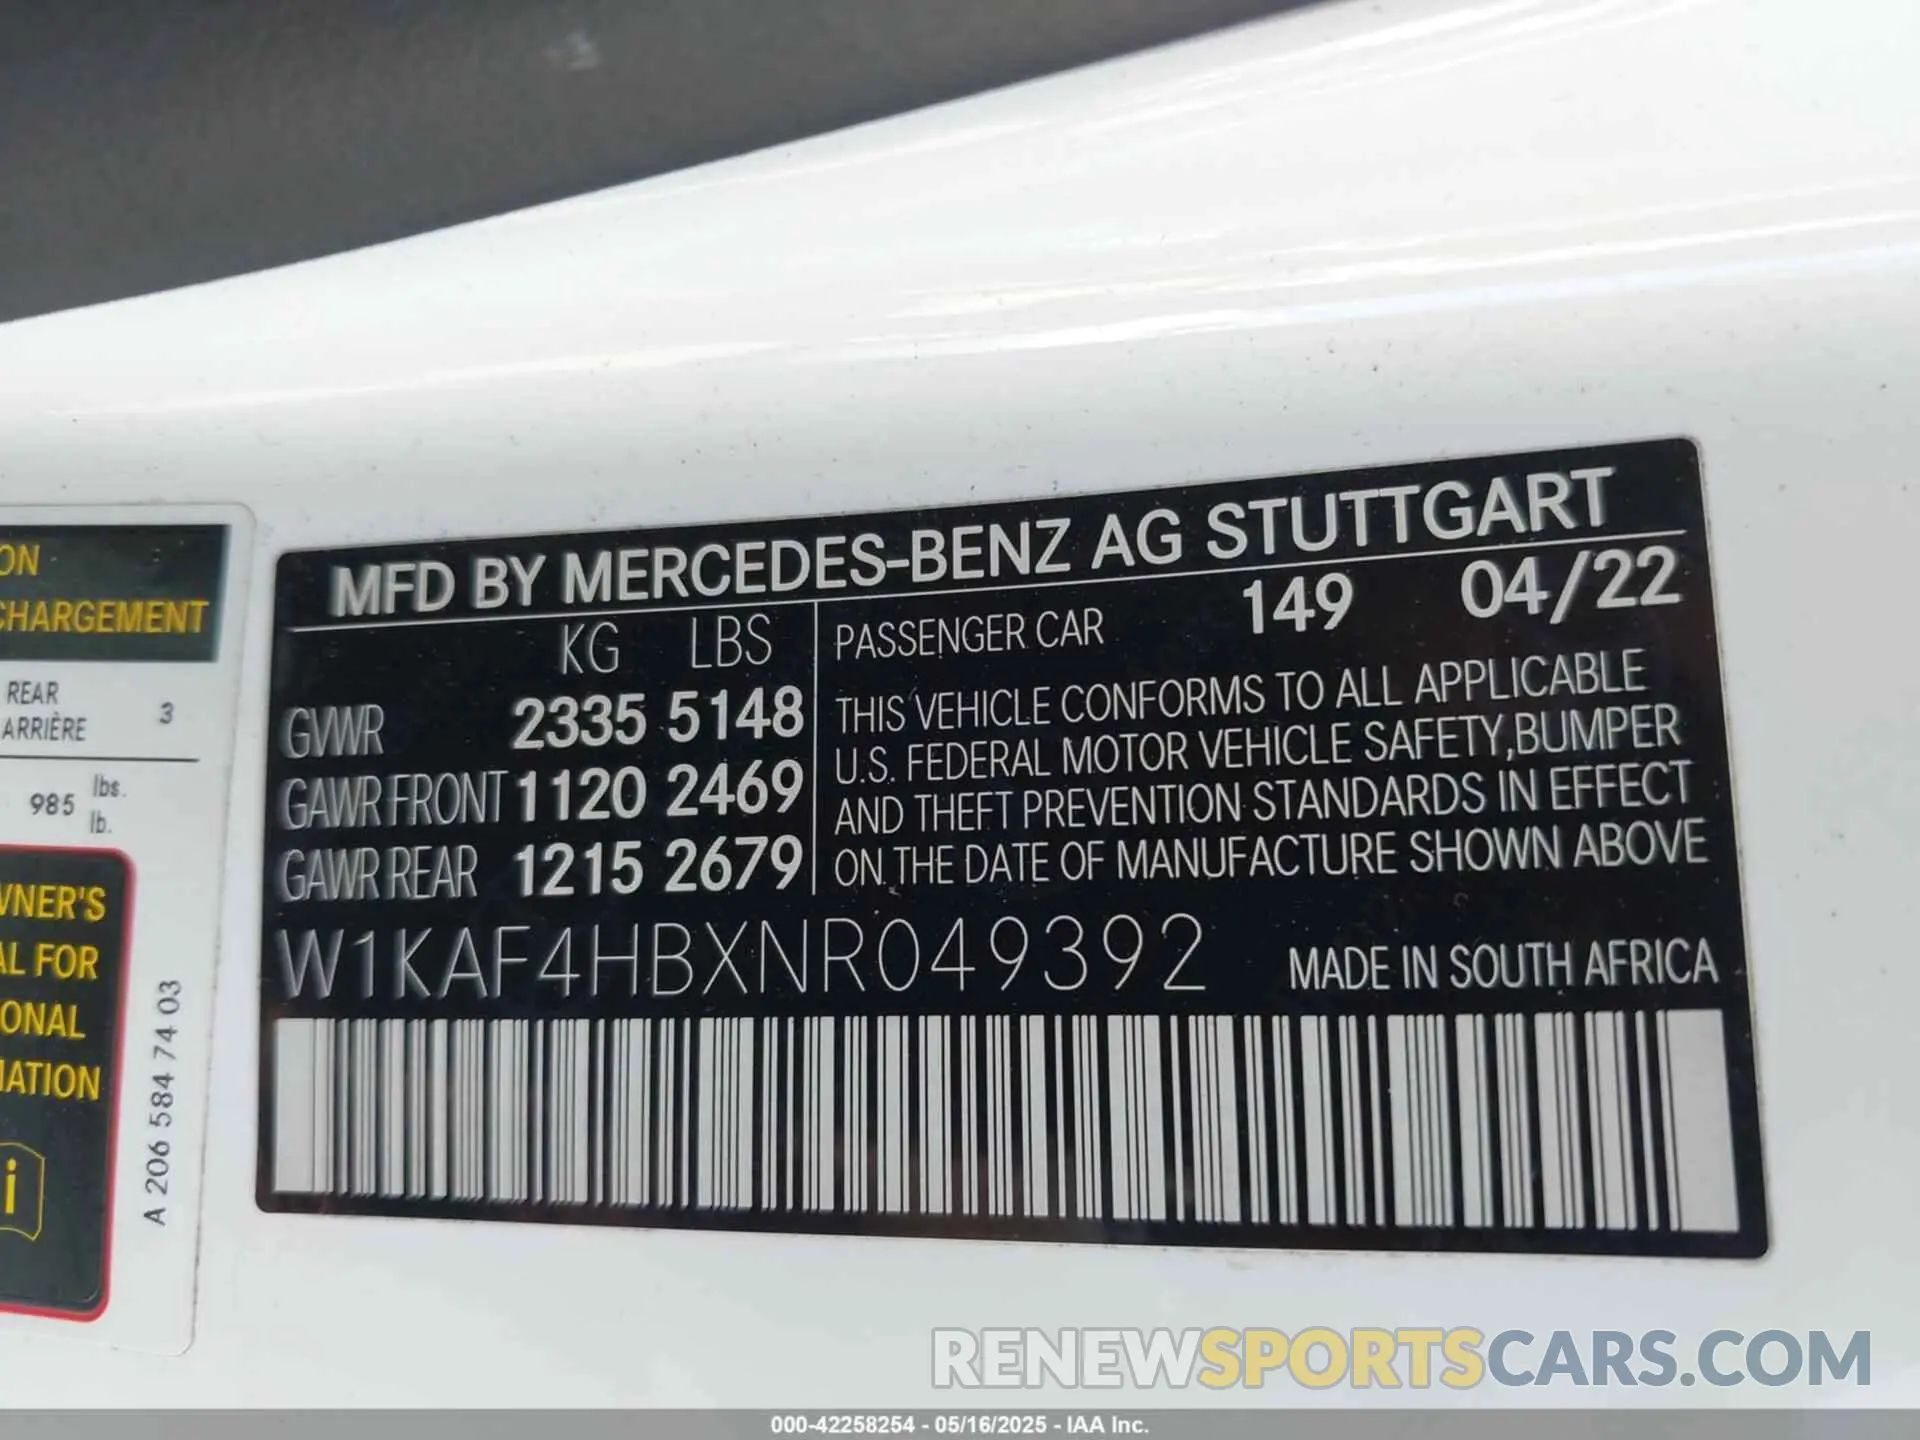 ON
CHARGEMENT
REAR
ARRIÈRE 3
985 lbs.
lb.
WNER'S
AL FOR
ONAL
MATION
i
A 206 584 74 03
MFD BY MERCEDES-BENZ AG STUTTGART
KG LBS
GVWR 2335 5148
GAWR FRONT 1120 2469
GAWR REAR 1215 2679
PASSENGER CAR 149 04/22
THIS VEHICLE CONFORMS TO ALL APPLICABLE
U.S. FEDERAL MOTOR VEHICLE SAFETY,BUMPER
AND THEFT PREVENTION STANDARDS IN EFFECT
ON THE DATE OF MANUFACTURE SHOWN ABOVE
W1KAF4HBXNR049392 MADE IN SOUTH AFRICA
RENEWSPORTSCARS.COM
000-42258254 - 05/16/2025 - IAA Inc.